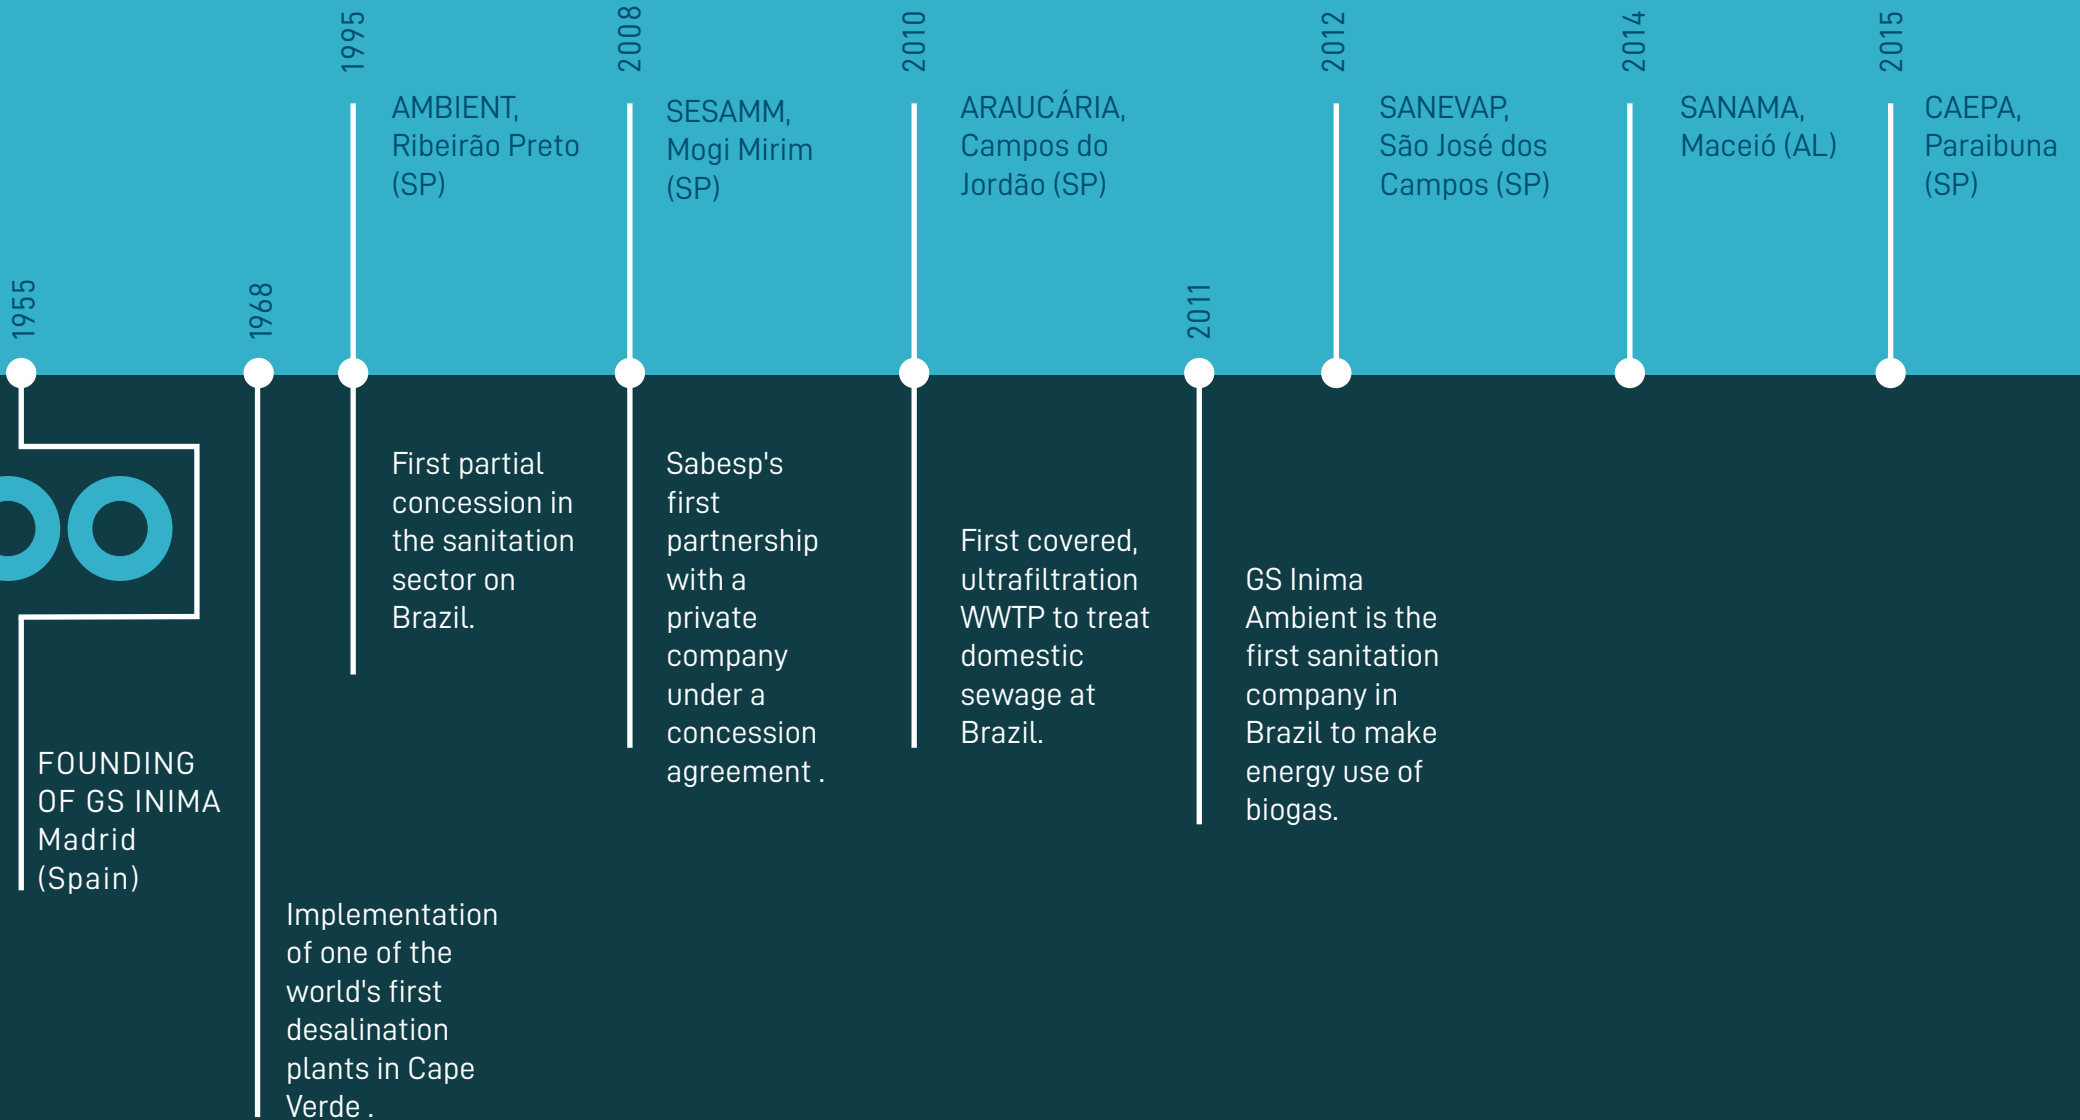 1955
FOUNDING
OF GS INIMA
Madrid
(Spain)
1968
Implementation
of one of the
world's first
desalination
plants in Cape
Verde .
1995
AMBIENT,
Ribeirão Preto
(SP)
First partial
concession in
the sanitation
sector on
Brazil.
2008
SESAMM,
Mogi Mirim
(SP)
Sabesp's
first
partnership
with a
private
company
under a
concession
agreement .
2010
ARAUCÁRIA,
Campos do
Jordão (SP)
First covered,
ultrafiltration
WWTP to treat
domestic
sewage at
Brazil.
2011
GS Inima
Ambient is the
first sanitation
company in
Brazil to make
energy use of
biogas.
2012
SANEVAP,
São José dos
Campos (SP)
2014
SANAMA,
Maceió (AL)
2015
CAEPA,
Paraibuna
(SP)